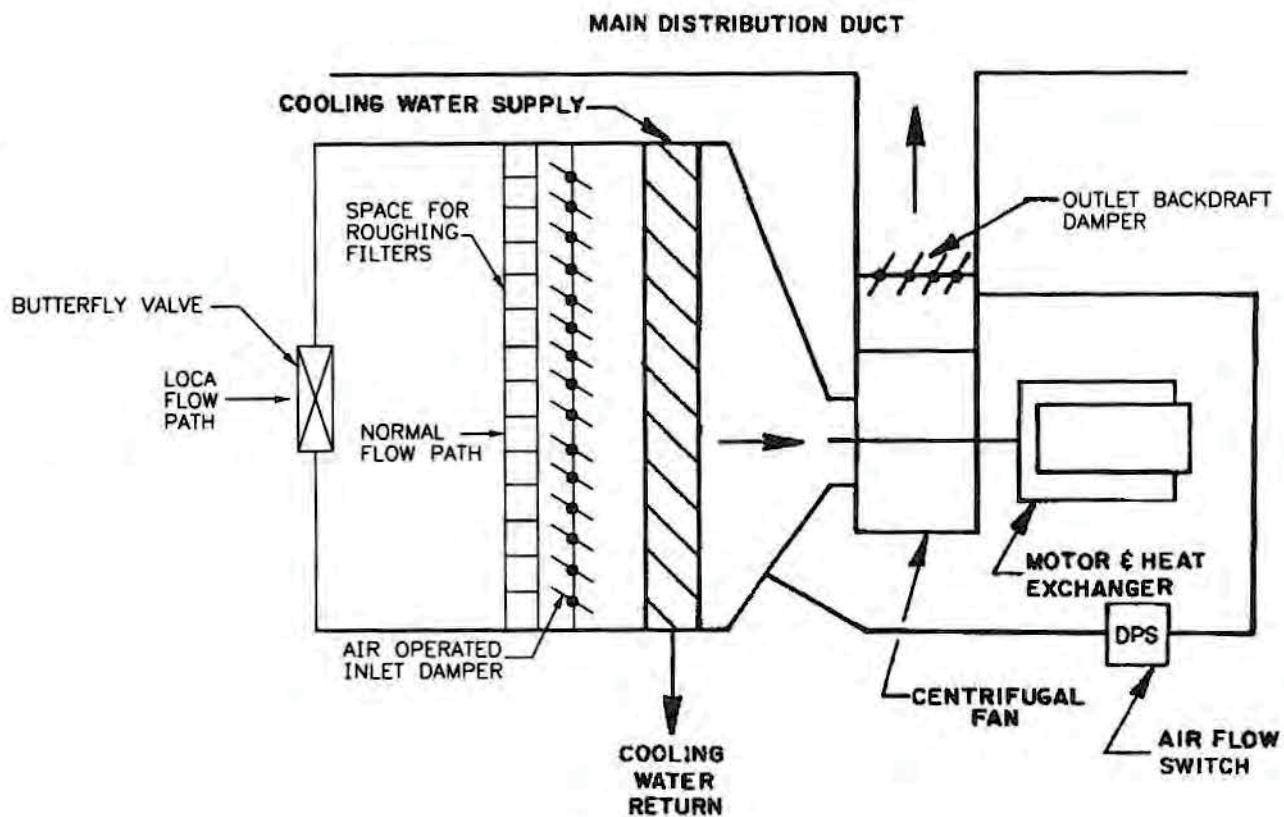 MAIN DISTRIBUTION DUCT
COOLING WATER SUPPLY
SPACE FOR
ROUGHING
FILTERS
OUTLET BACKDRAFT
DAMPER
BUTTERFLY VALVE
LOCA
FLOW
PATH
NORMAL
FLOW PATH
MOTOR & HEAT
EXCHANGER
DPS
AIR OPERATED
INLET DAMPER
CENTRIFUGAL
FAN
AIR FLOW
SWITCH
COOLING
WATER
RETURN